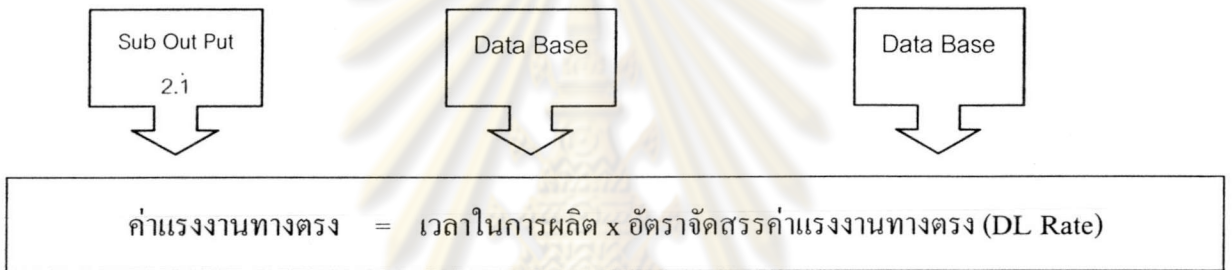 Sub Out Put
2.1
Data Base
Data Base
ค่าแรงงานทางตรง = เวลาในการผลิต x อัตราจัดสรรค่าแรงงานทางตรง (DL Rate)